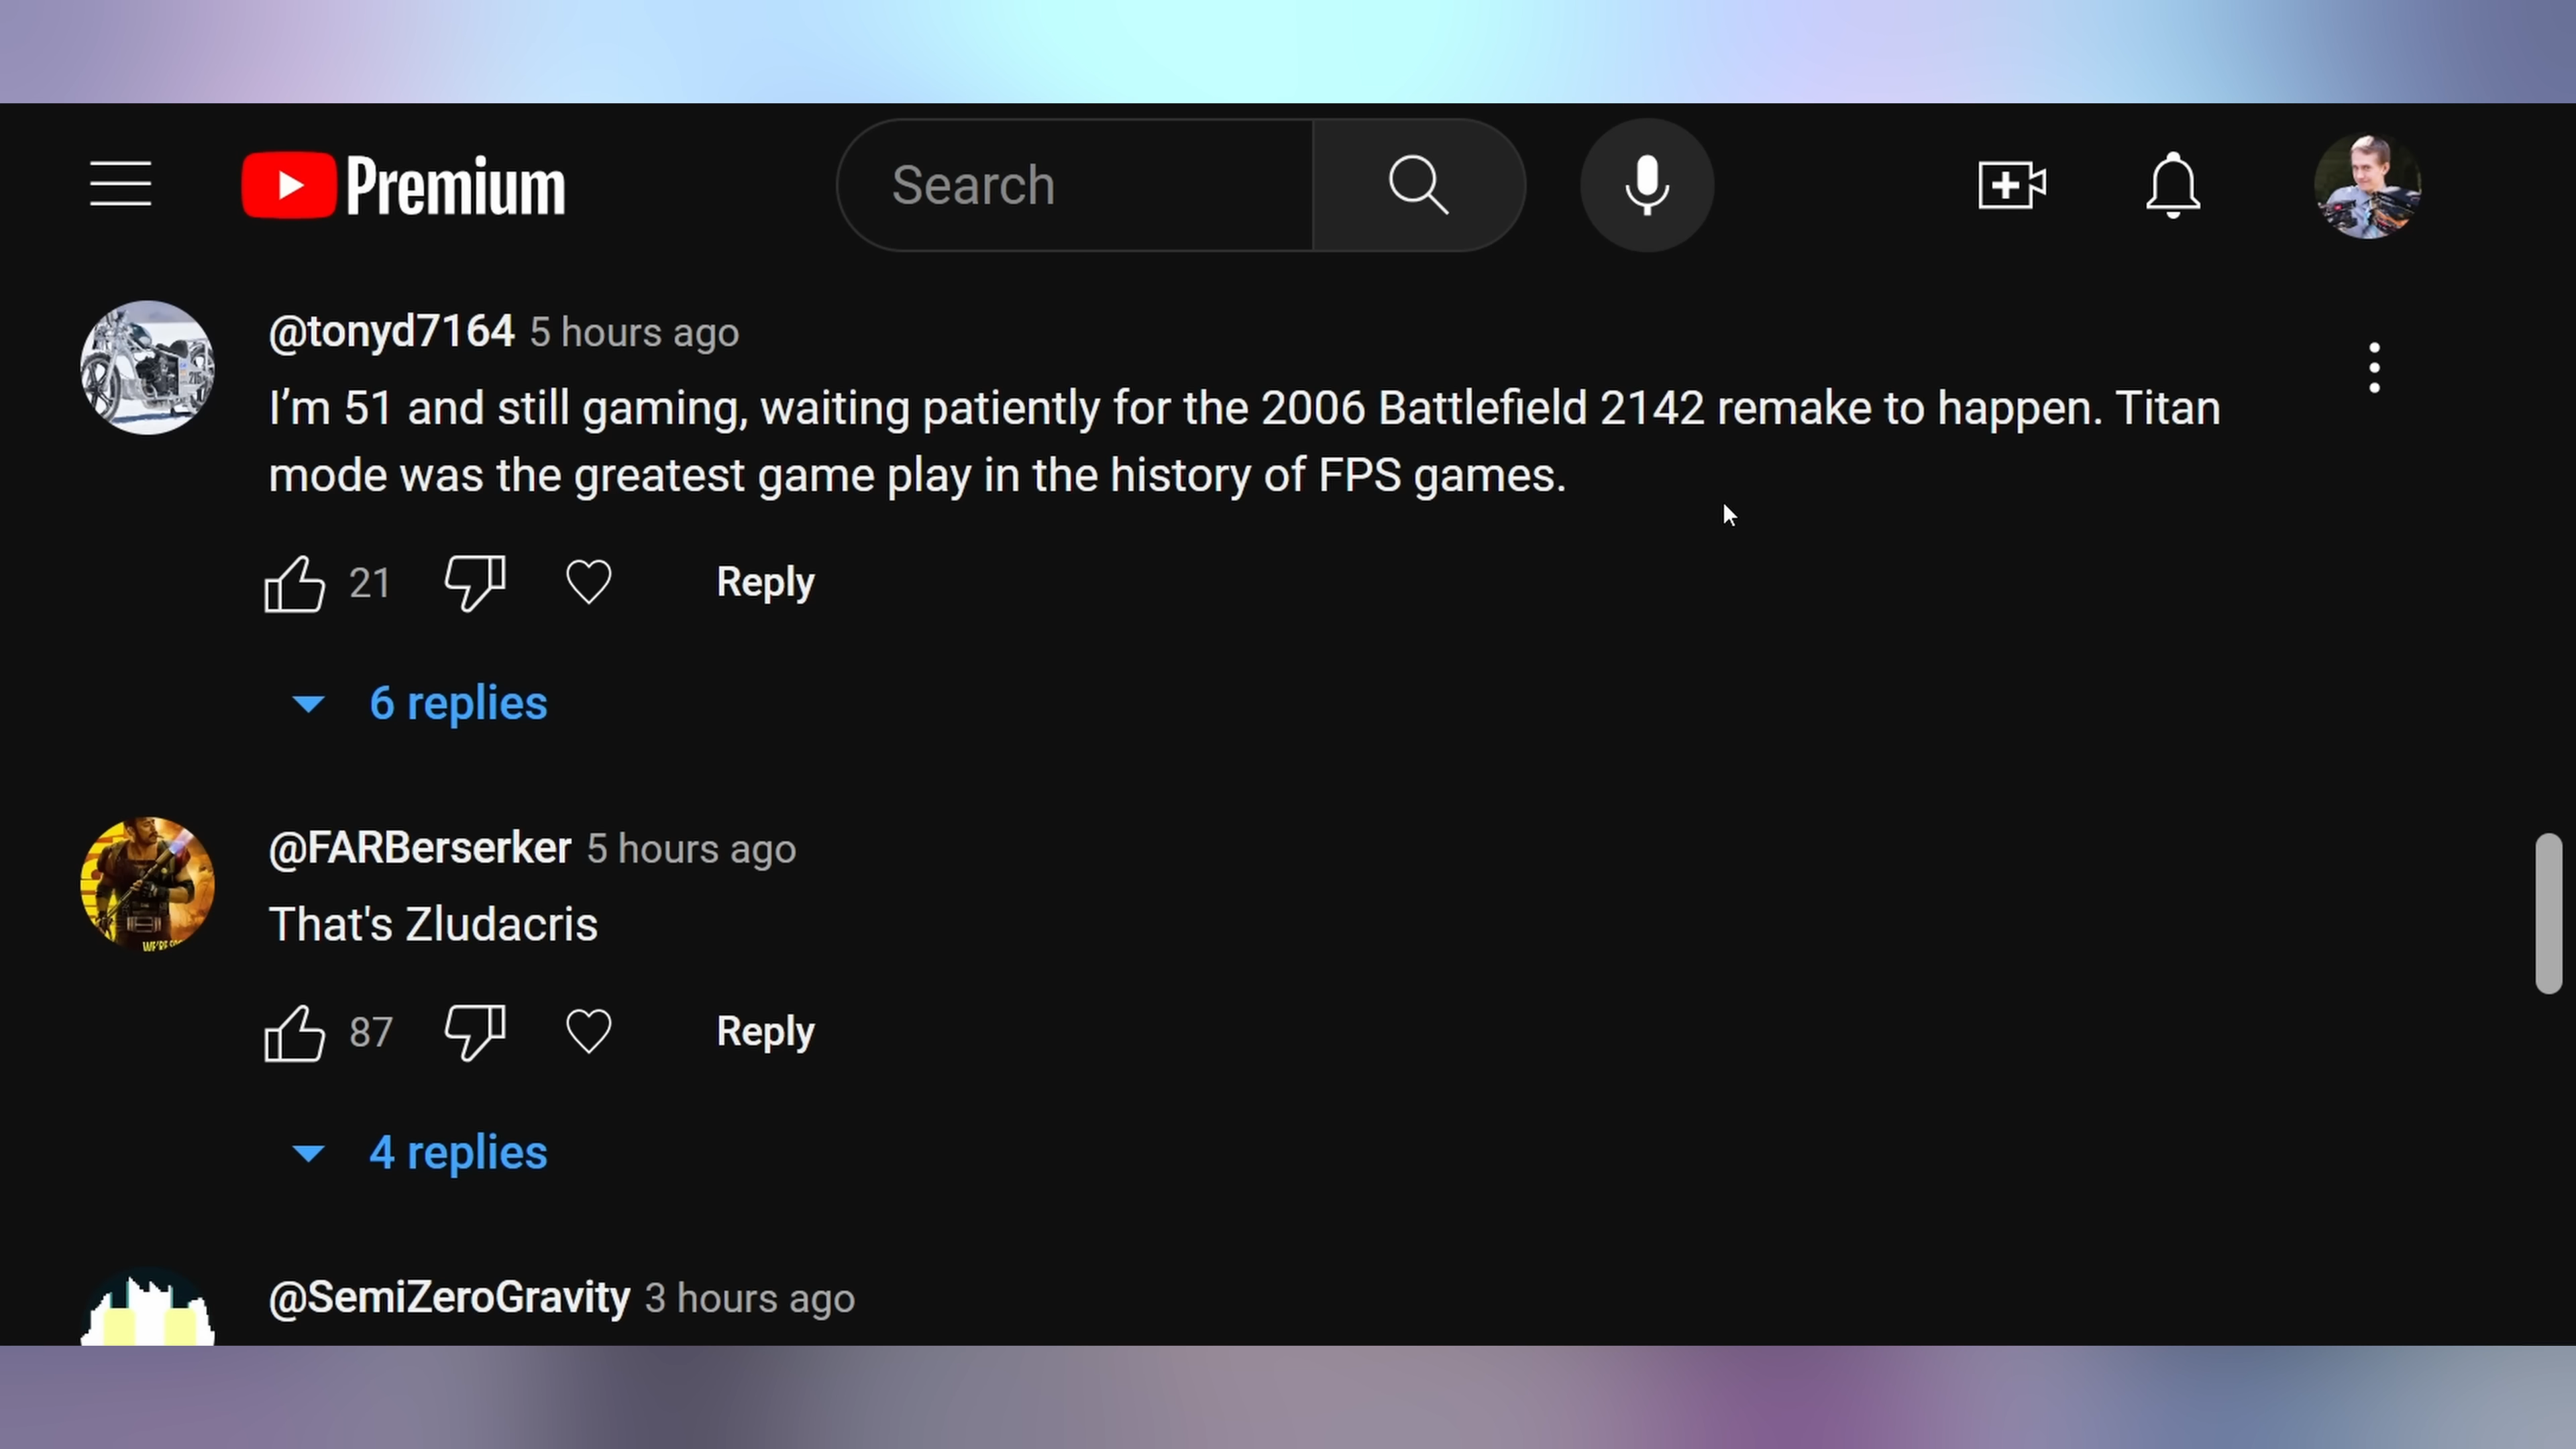 Premium
Search
@tonyd7164 5 hours ago
I’m 51 and still gaming, waiting patiently for the 2006 Battlefield 2142 remake to happen. Titan
mode was the greatest game play in the history of FPS games.
21
Reply
6 replies
@FARBerserker 5 hours ago
That's Zludacris
87
Reply
4 replies
@SemiZeroGravity 3 hours ago